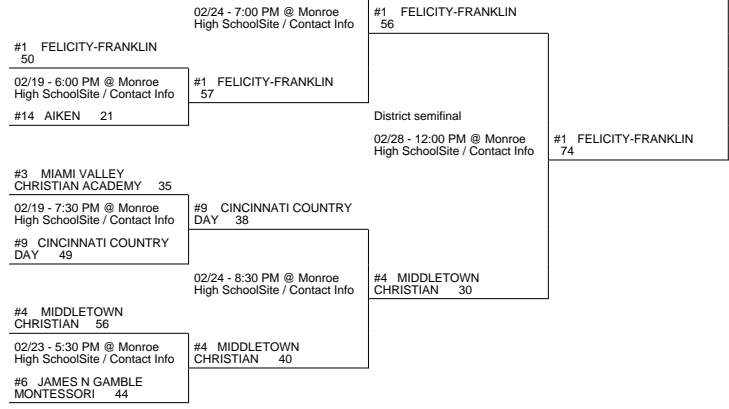 02/24 - 7:00 PM @ Monroe
High SchoolSite / Contact Info
#1 FELICITY-FRANKLIN
56
#1 FELICITY-FRANKLIN
50
02/19 - 6:00 PM @ Monroe
High SchoolSite / Contact Info
#1 FELICITY-FRANKLIN
57
#14 AIKEN 21
District semifinal
02/28 - 12:00 PM @ Monroe
High SchoolSite / Contact Info
#1 FELICITY-FRANKLIN
74
#3 MIAMI VALLEY
CHRISTIAN ACADEMY 35
02/19 - 7:30 PM @ Monroe
High SchoolSite / Contact Info
#9 CINCINNATI COUNTRY
DAY 38
#9 CINCINNATI COUNTRY
DAY 49
02/24 - 8:30 PM @ Monroe
High SchoolSite / Contact Info
#4 MIDDLETOWN
CHRISTIAN 30
#4 MIDDLETOWN
CHRISTIAN 56
02/23 - 5:30 PM @ Monroe
High SchoolSite / Contact Info
#4 MIDDLETOWN
CHRISTIAN 40
#6 JAMES N GAMBLE
MONTESSORI 44